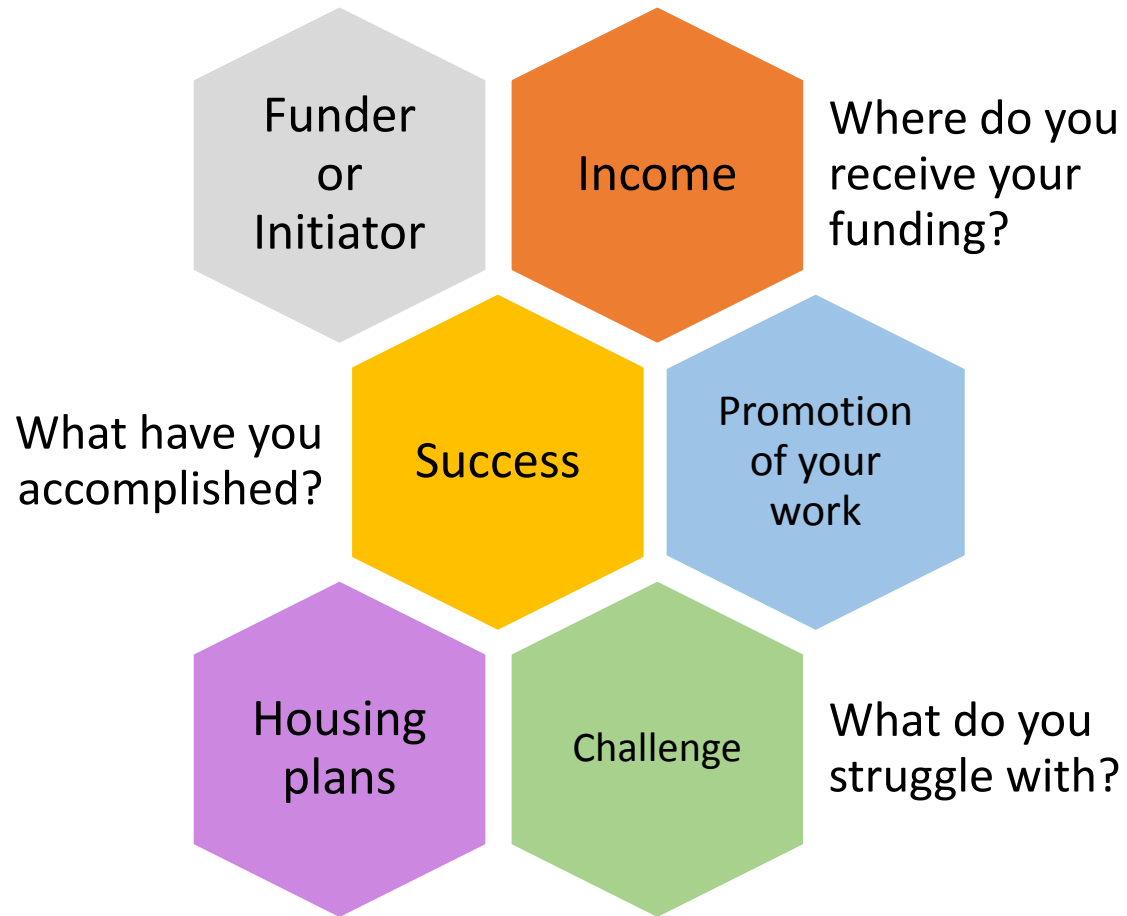 Funder
or
Initiator
Income
Where do you
receive your
funding?
What have you
accomplished?
Success
Promotion
of your
work
Housing
plans
Challenge
What do you
struggle with?